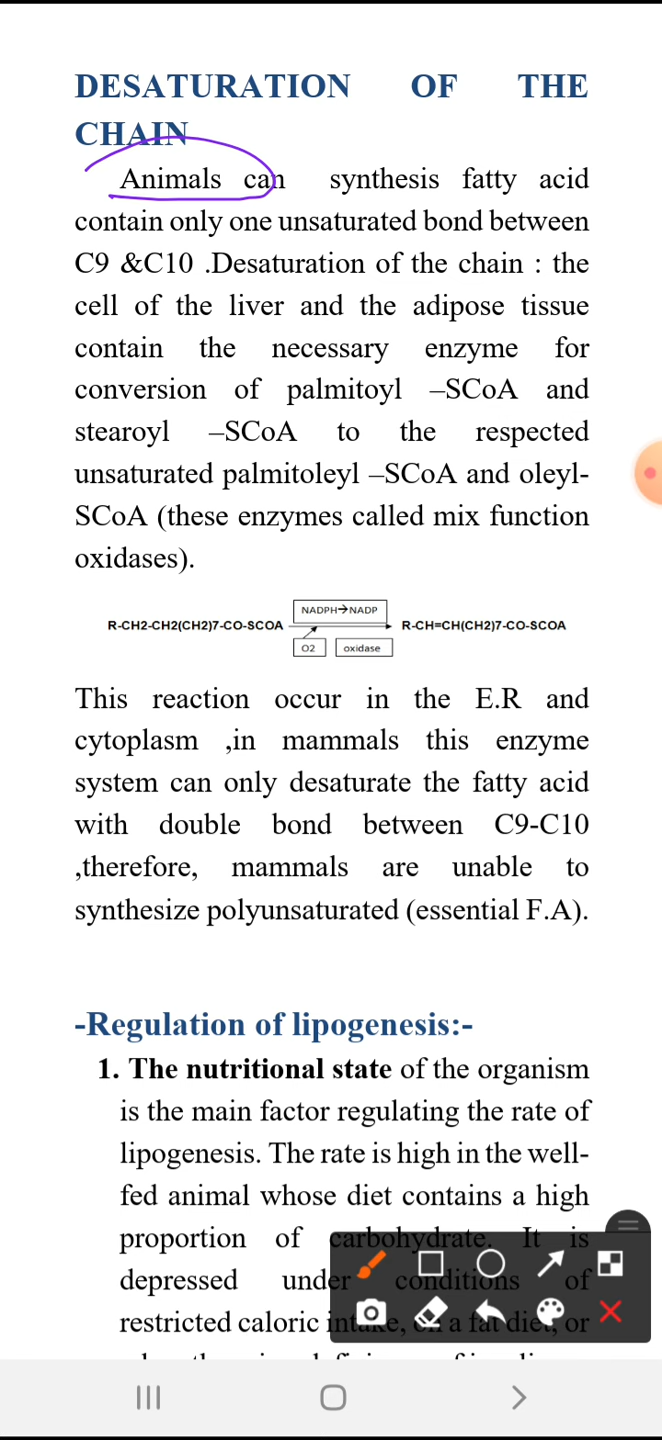 DESATURATION OF THE
CHAIN
Animals can synthesis fatty acid
contain only one unsaturated bond between
C9 &C10 .Desaturation of the chain : the
cell of the liver and the adipose tissue
contain the necessary enzyme for
conversion of palmitoyl –SCoA and
stearoyl –SCoA to the respected
unsaturated palmitoleyl –SCoA and oleyl-
SCoA (these enzymes called mix function
oxidases).
NADPH→NADP
R-CH2-CH2(CH2)7-CO-SCOA R-CH=CH(CH2)7-CO-SCOA
O2 oxidase
This reaction occur in the E.R and
cytoplasm ,in mammals this enzyme
system can only desaturate the fatty acid
with double bond between C9-C10
,therefore, mammals are unable to
synthesize polyunsaturated (essential F.A).
-Regulation of lipogenesis:-
1. The nutritional state of the organism
is the main factor regulating the rate of
lipogenesis. The rate is high in the well-
fed animal whose diet contains a high
proportion of carbohydrate. It is
depressed under conditions of
restricted caloric intake, on a fat diet, or